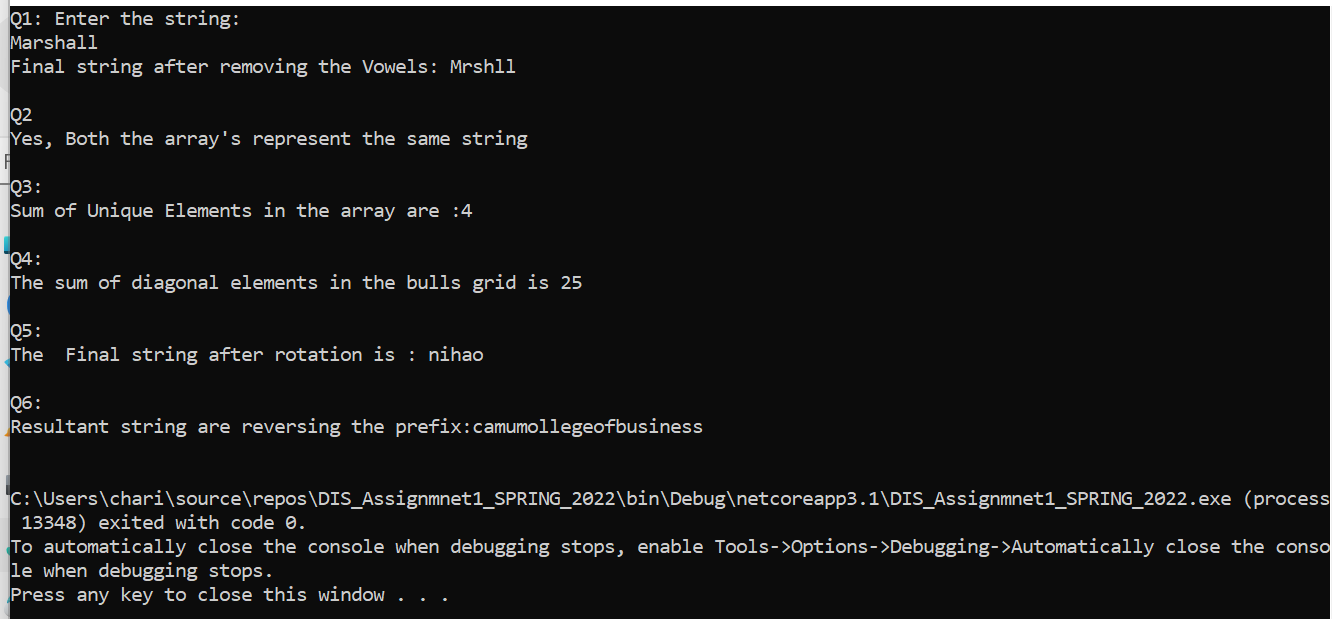 Q1: Enter the string:
Marshall
Final string after removing the Vowels: Mrshll
Q2
Yes, Both the array's represent the same string
Q3:
Sum of Unique Elements in the array are :4
Q4:
The sum of diagonal elements in the bulls grid is 25
Q5:
The  Final string after rotation is : nihao
Q6:
Resultant string are reversing the prefix:camumollegeofbusiness
C:\Users\chari\source\repos\DIS_Assignmnet1_SPRING_2022\bin\Debug\netcoreapp3.1\DIS_Assignmnet1_SPRING_2022.exe (process
 13348) exited with code 0.
To automatically close the console when debugging stops, enable Tools->Options->Debugging->Automatically close the conso
le when debugging stops.
Press any key to close this window . . .